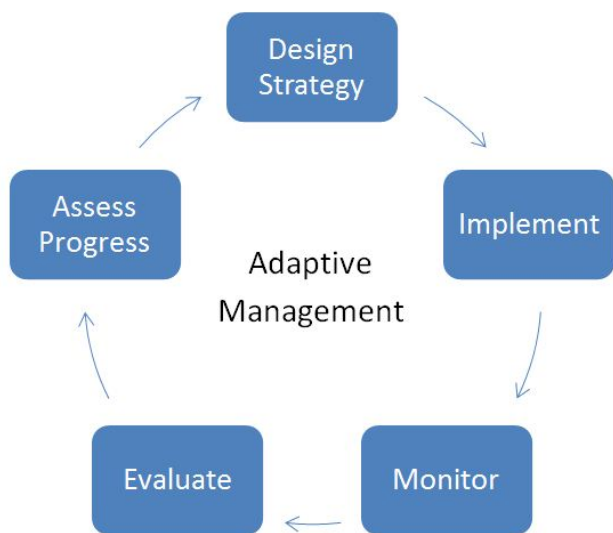 Design
Strategy
Implement
Monitor
Evaluate
Assess
Progress
Adaptive
Management